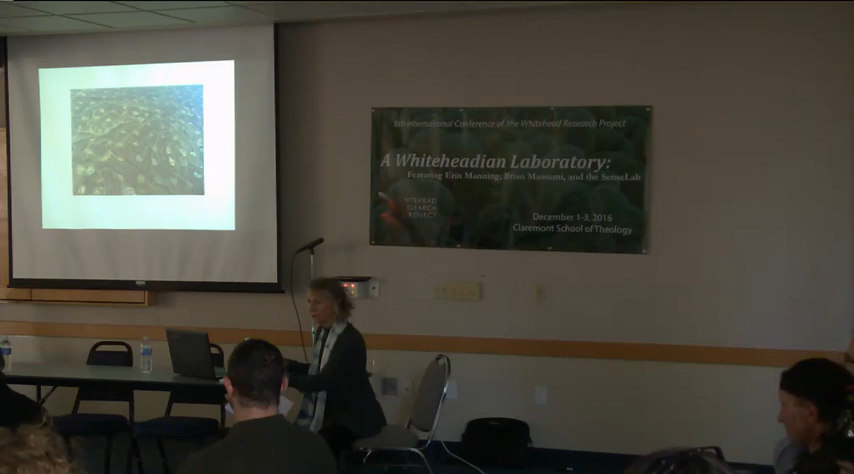 8th International Conference of the Whitehead Research Project
A Whiteheadian Laboratory:
Featuring Erin Manning, Brian Massumi, and the SenseLab
WHITEHEAD
RESEARCH
PROJECT
December 1-3, 2016
Claremont School of Theology